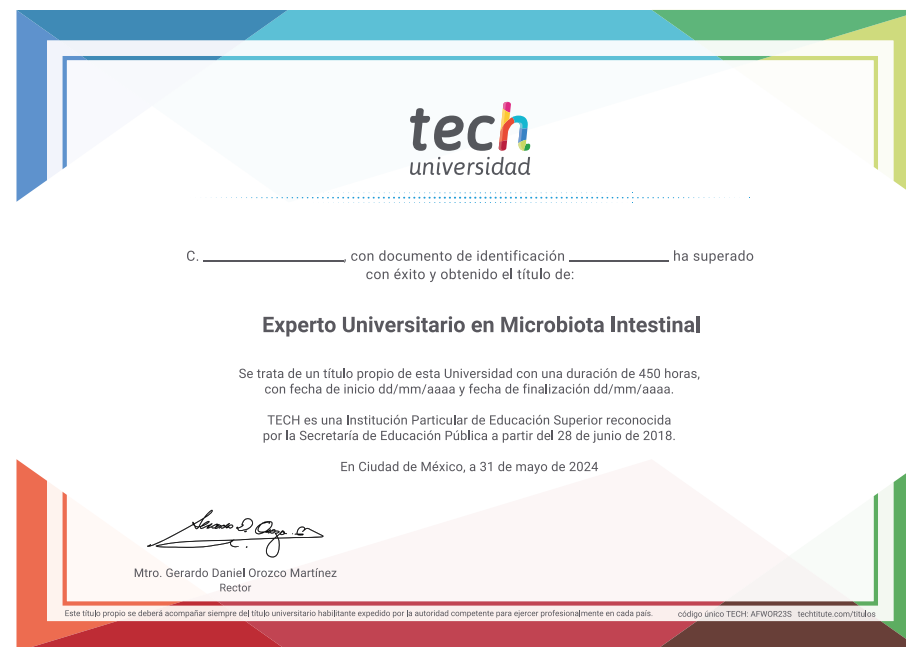 tech
universidad
C. ____________________, con documento de identificación ______________ ha superado
con éxito y obtenido el título de:
Experto Universitario en Microbiota Intestinal
Se trata de un título propio de esta Universidad con una duración de 450 horas,
con fecha de inicio dd/mm/aaaa y fecha de finalización dd/mm/aaaa.
TECH es una Institución Particular de Educación Superior reconocida
por la Secretaría de Educación Pública a partir del 28 de junio de 2018.
En Ciudad de México, a 31 de mayo de 2024
Mtro. Gerardo Daniel Orozco Martínez
Rector
Este título propio se deberá acompañar siempre del título universitario habilitante expedido por la autoridad competente para ejercer profesionalmente en cada país. código único TECH: AFWOR23S techtitute.com/titulos